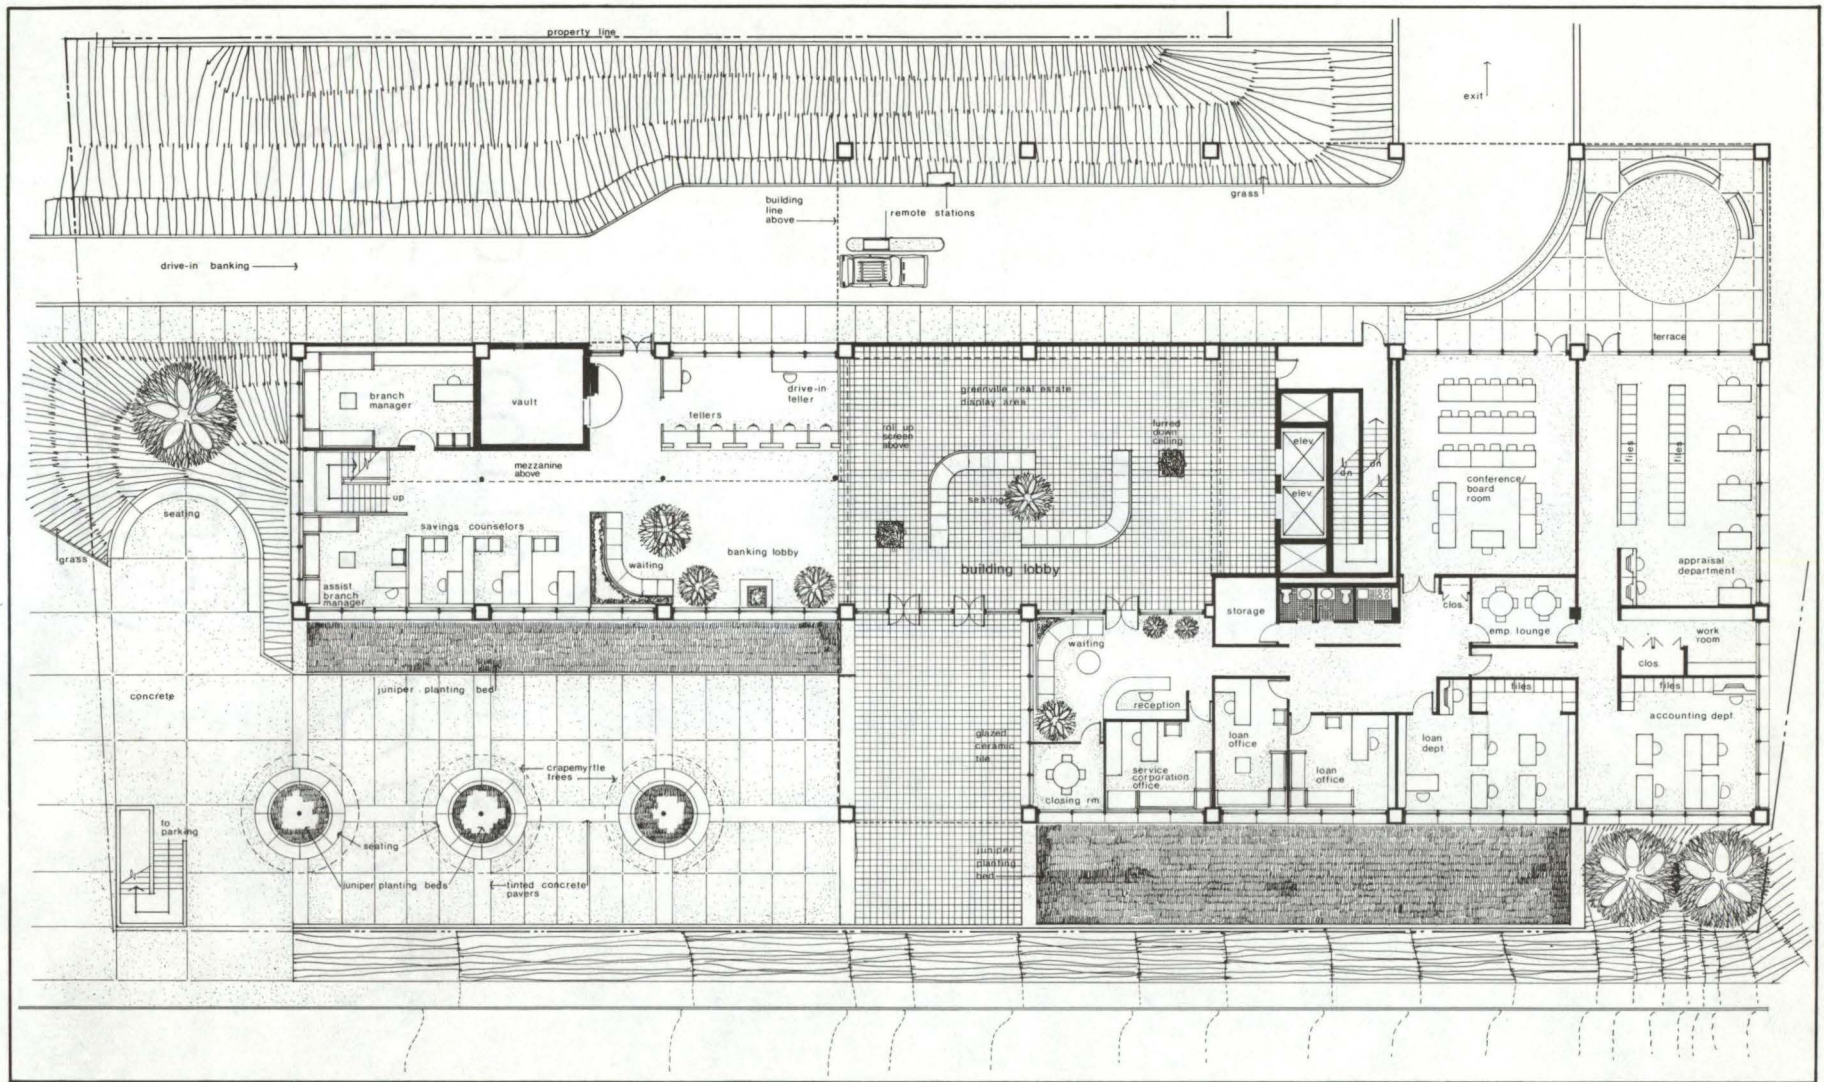 property line
exit
grass
building
line
above
remote stations
drive-in banking
terrace
branch
manager
vault
drive-in
teller
tellers
greenville real estate
display area
roll up
screen
above
furred
down
ceiling
elev.
elev.
dn
dn
files
files
mezzanine
above
up
seating
conference/
board
room
seating
savings counselors
banking lobby
waiting
grass
building lobby
appraisal
department
assist
branch
manager
storage
clos.
emp. lounge
work
room
clos.
waiting
concrete
juniper planting bed
reception
files
files
accounting dept.
glazed
ceramic
tile
loan
office
loan
dept.
crapemyrtle
trees
service
corporation
office
loan
office
closing rm.
to
parking
seating
juniper
planting
bed
juniper planting beds
tinted concrete
pavers